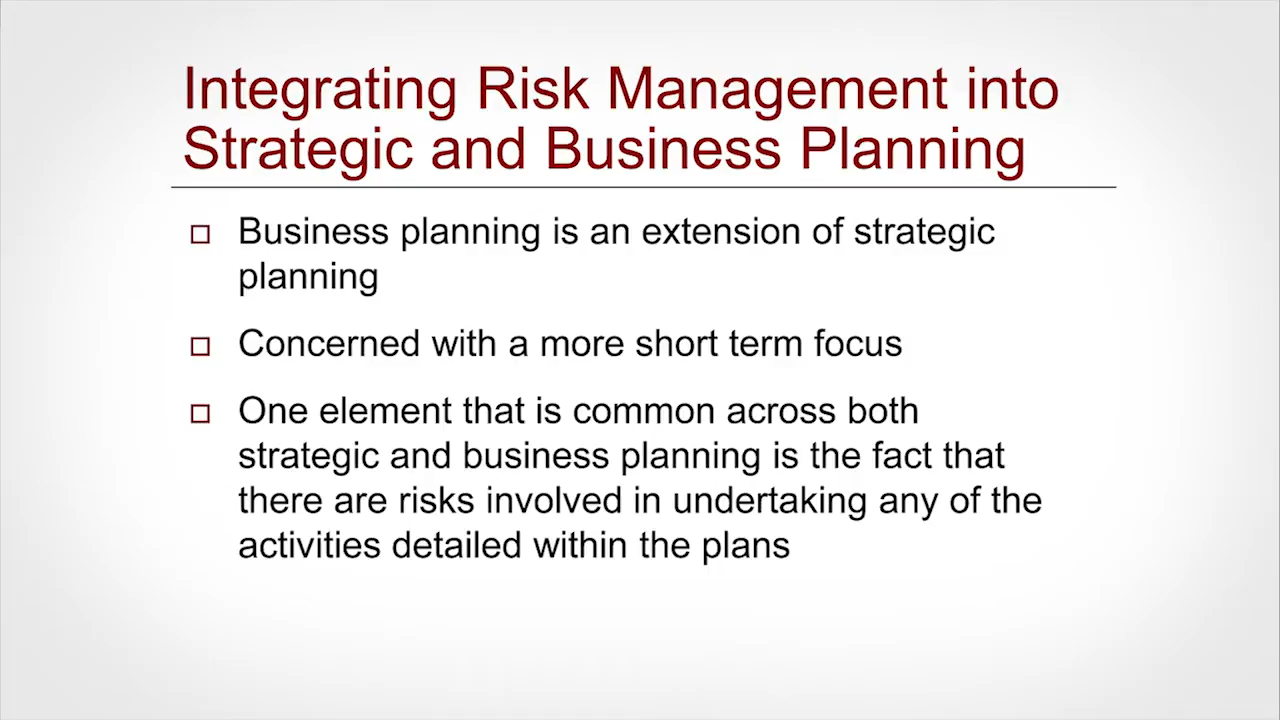 Integrating Risk Management into
Strategic and Business Planning
Business planning is an extension of strategic
planning
Concerned with a more short term focus
One element that is common across both
strategic and business planning is the fact that
there are risks involved in undertaking any of the
activities detailed within the plans